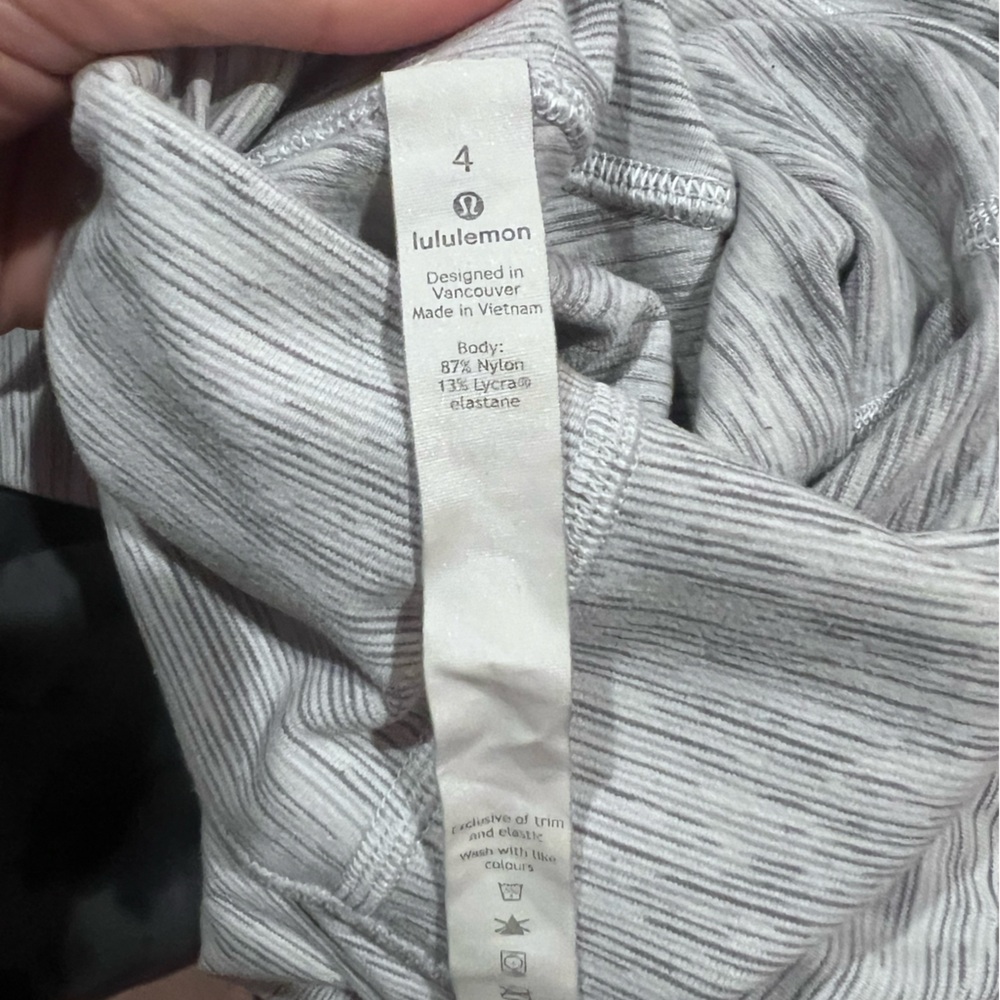 4
lululemon
Designed in
Vancouver
Made in Vietnam
Body:
87% Nylon
13% Lycra®
elastane
Exclusive of trim
and elastic
Wash with like
colours